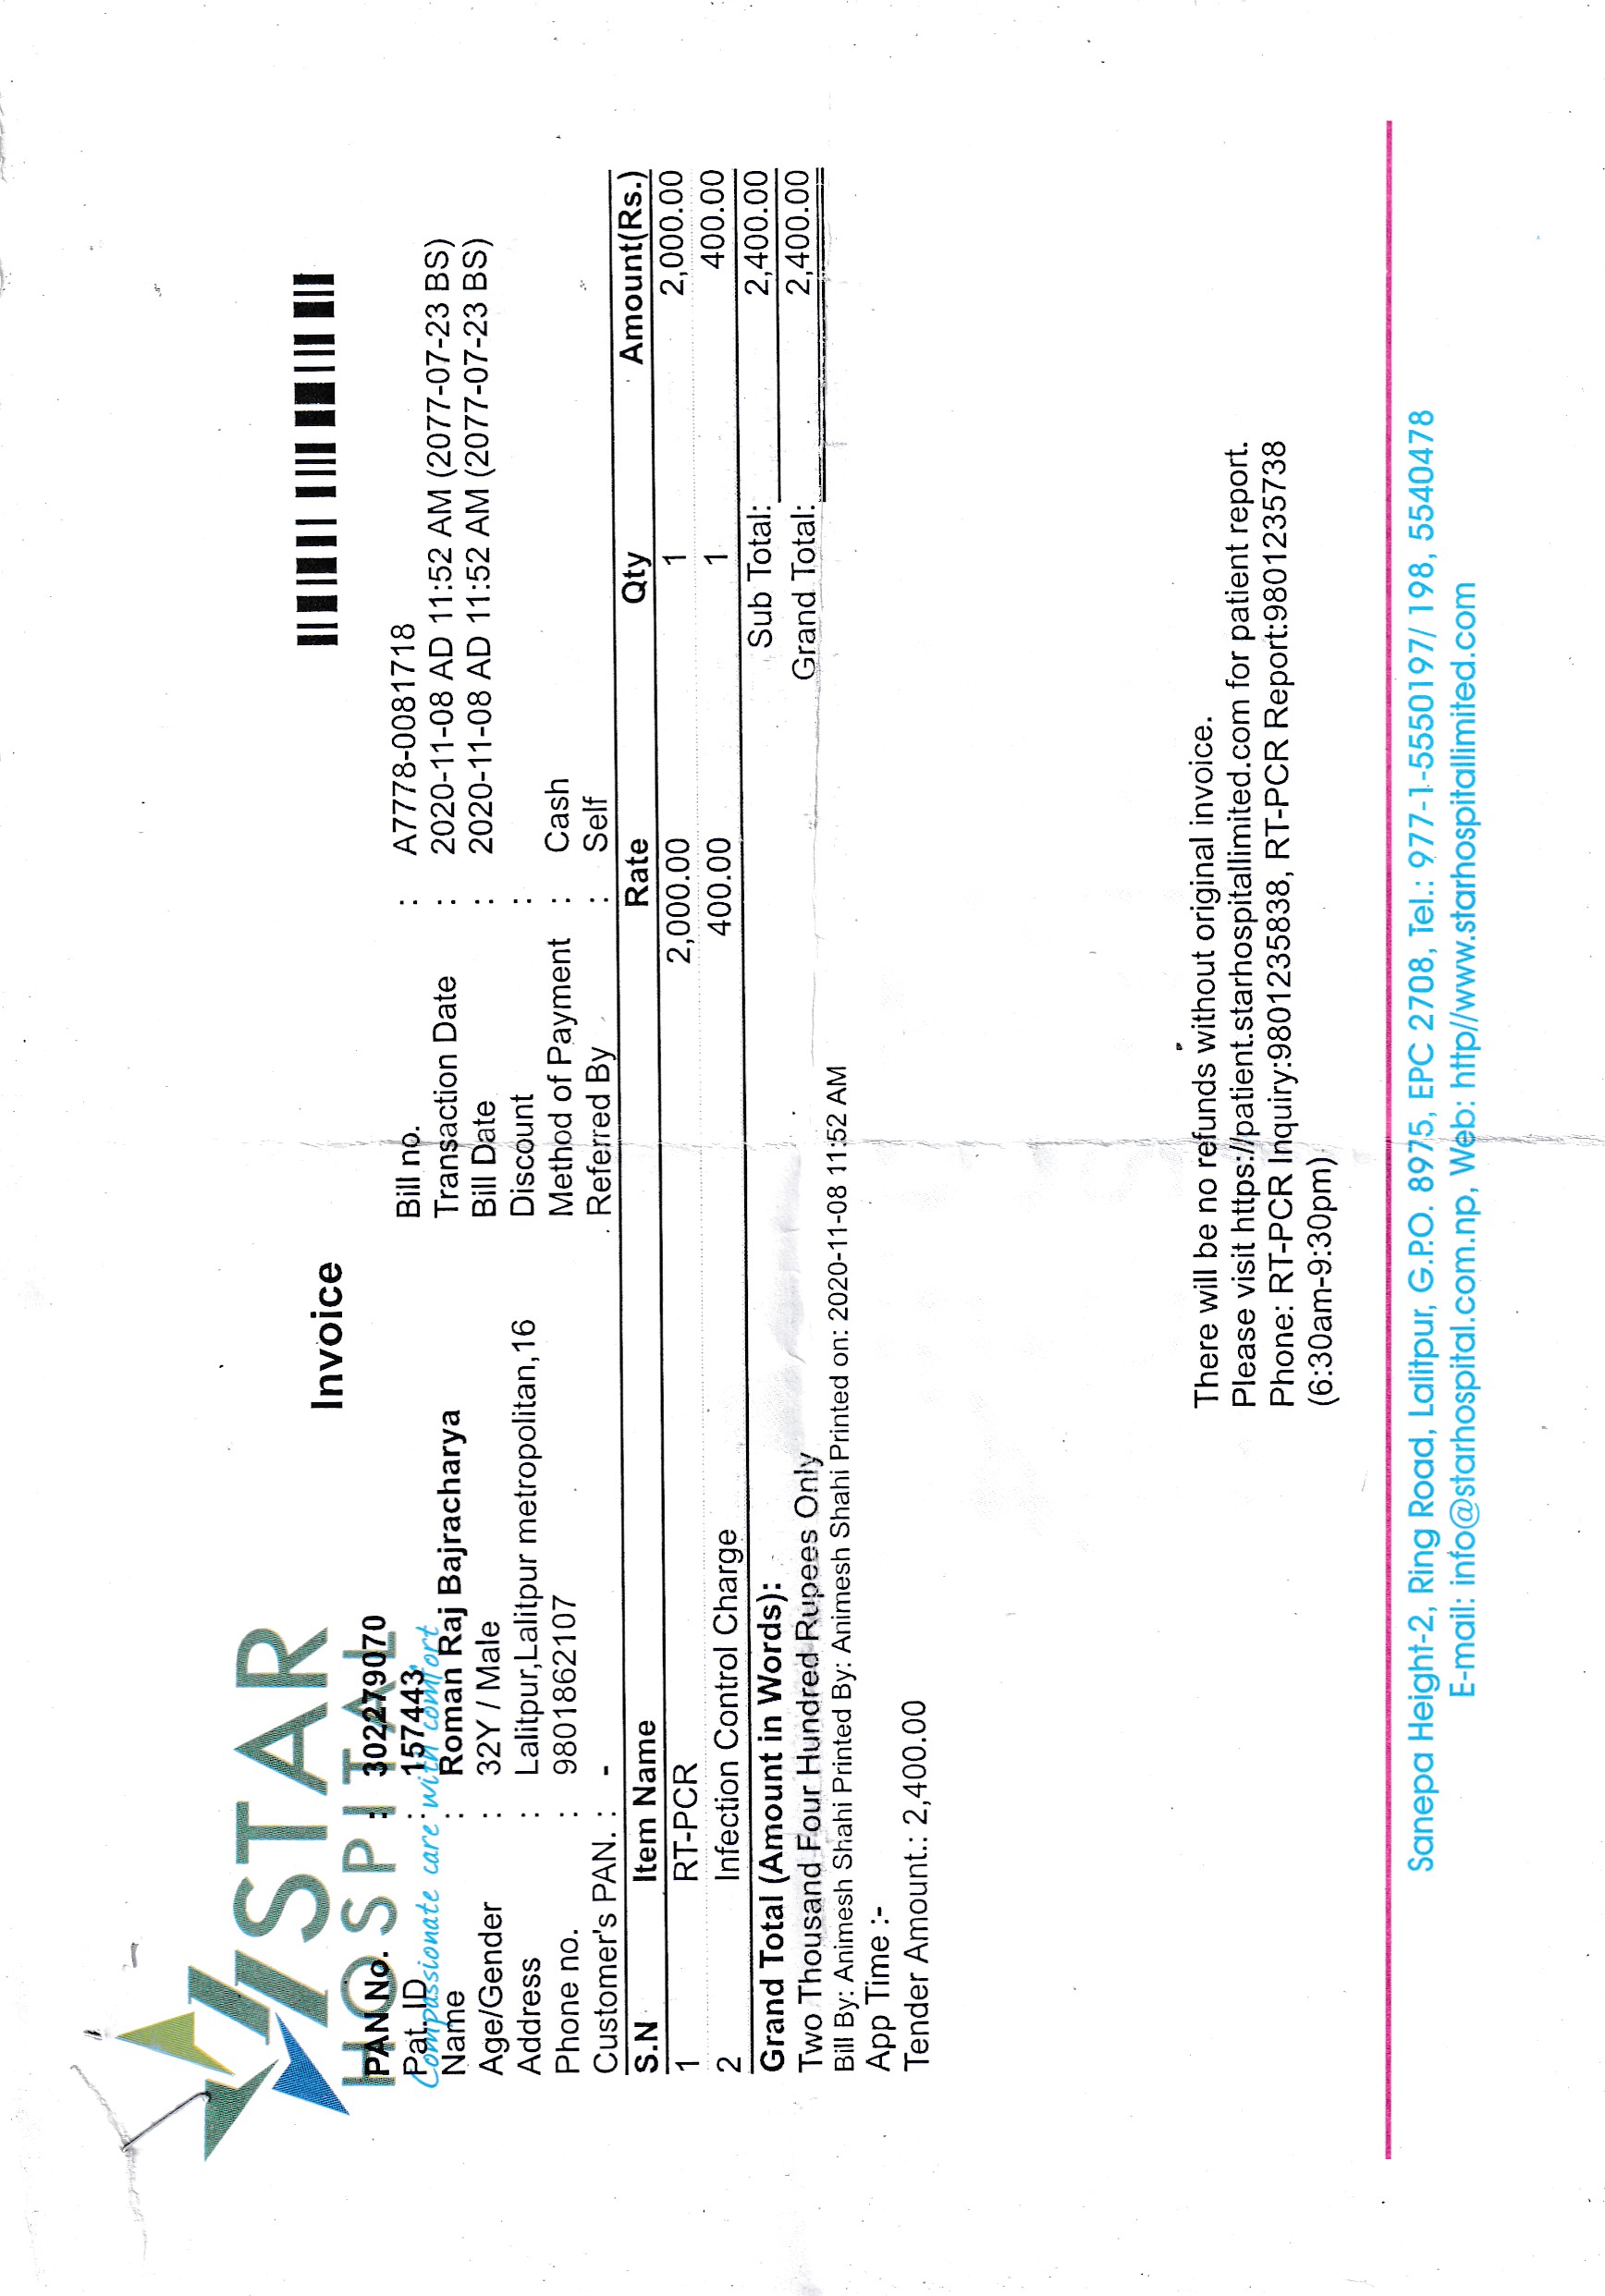 STAR
HOSPITAL
Compassionate care with comfort
Invoice
PAN No. : 302279070
Pat. ID : 157443
Name : Roman Raj Bajracharya
Age/Gender : 32Y / Male
Address : Lalitpur,Lalitpur metropolitan,16
Phone no. : 9801862107
Customer's PAN. : -
Bill no. : A7778-0081718
Transaction Date : 2020-11-08 AD 11:52 AM (2077-07-23 BS)
Bill Date : 2020-11-08 AD 11:52 AM (2077-07-23 BS)
Discount :
Method of Payment : Cash
Referred By : Self
S.N Item Name Rate Qty Amount(Rs.)
1 RT-PCR 2,000.00 1 2,000.00
2 Infection Control Charge 400.00 1 400.00
Sub Total: 2,400.00
Grand Total: 2,400.00
Grand Total (Amount in Words):
Two Thousand Four Hundred Rupees Only
Bill By: Animesh Shahi Printed By: Animesh Shahi Printed on: 2020-11-08 11:52 AM
App Time :-
Tender Amount.: 2,400.00
There will be no refunds without original invoice.
Please visit https://patient.starhospitallimited.com for patient report.
Phone: RT-PCR Inquiry:9801235838, RT-PCR Report:9801235738
(6:30am-9:30pm)
Sanepa Height-2, Ring Road, Lalitpur, G.P.O. 8975, EPC 2708, Tel.: 977-1-5550197/ 198, 5540478
E-mail: info@starhospital.com.np, Web: http//www.starhospitallimited.com